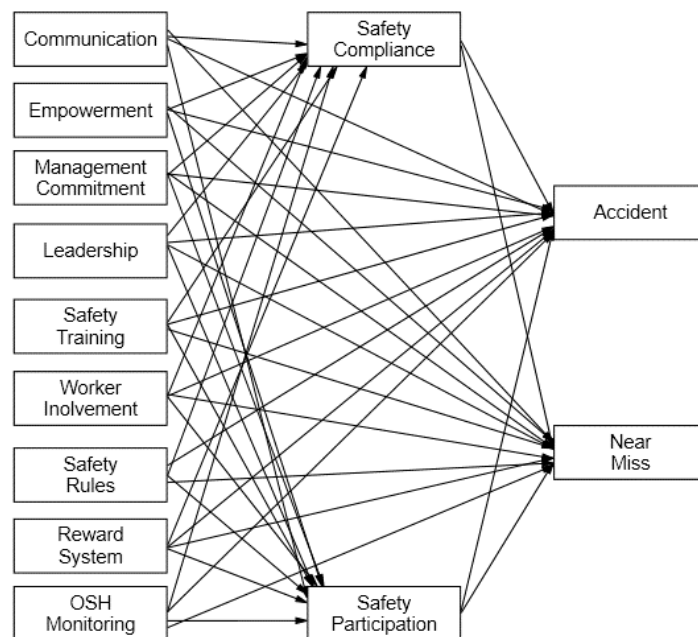 Communication
Safety
Compliance
Empowerment
Management
Commitment
Accident
Leadership
Safety
Training
Worker
Inolvement
Near
Miss
Safety
Rules
Reward
System
OSH
Monitoring
Safety
Participation